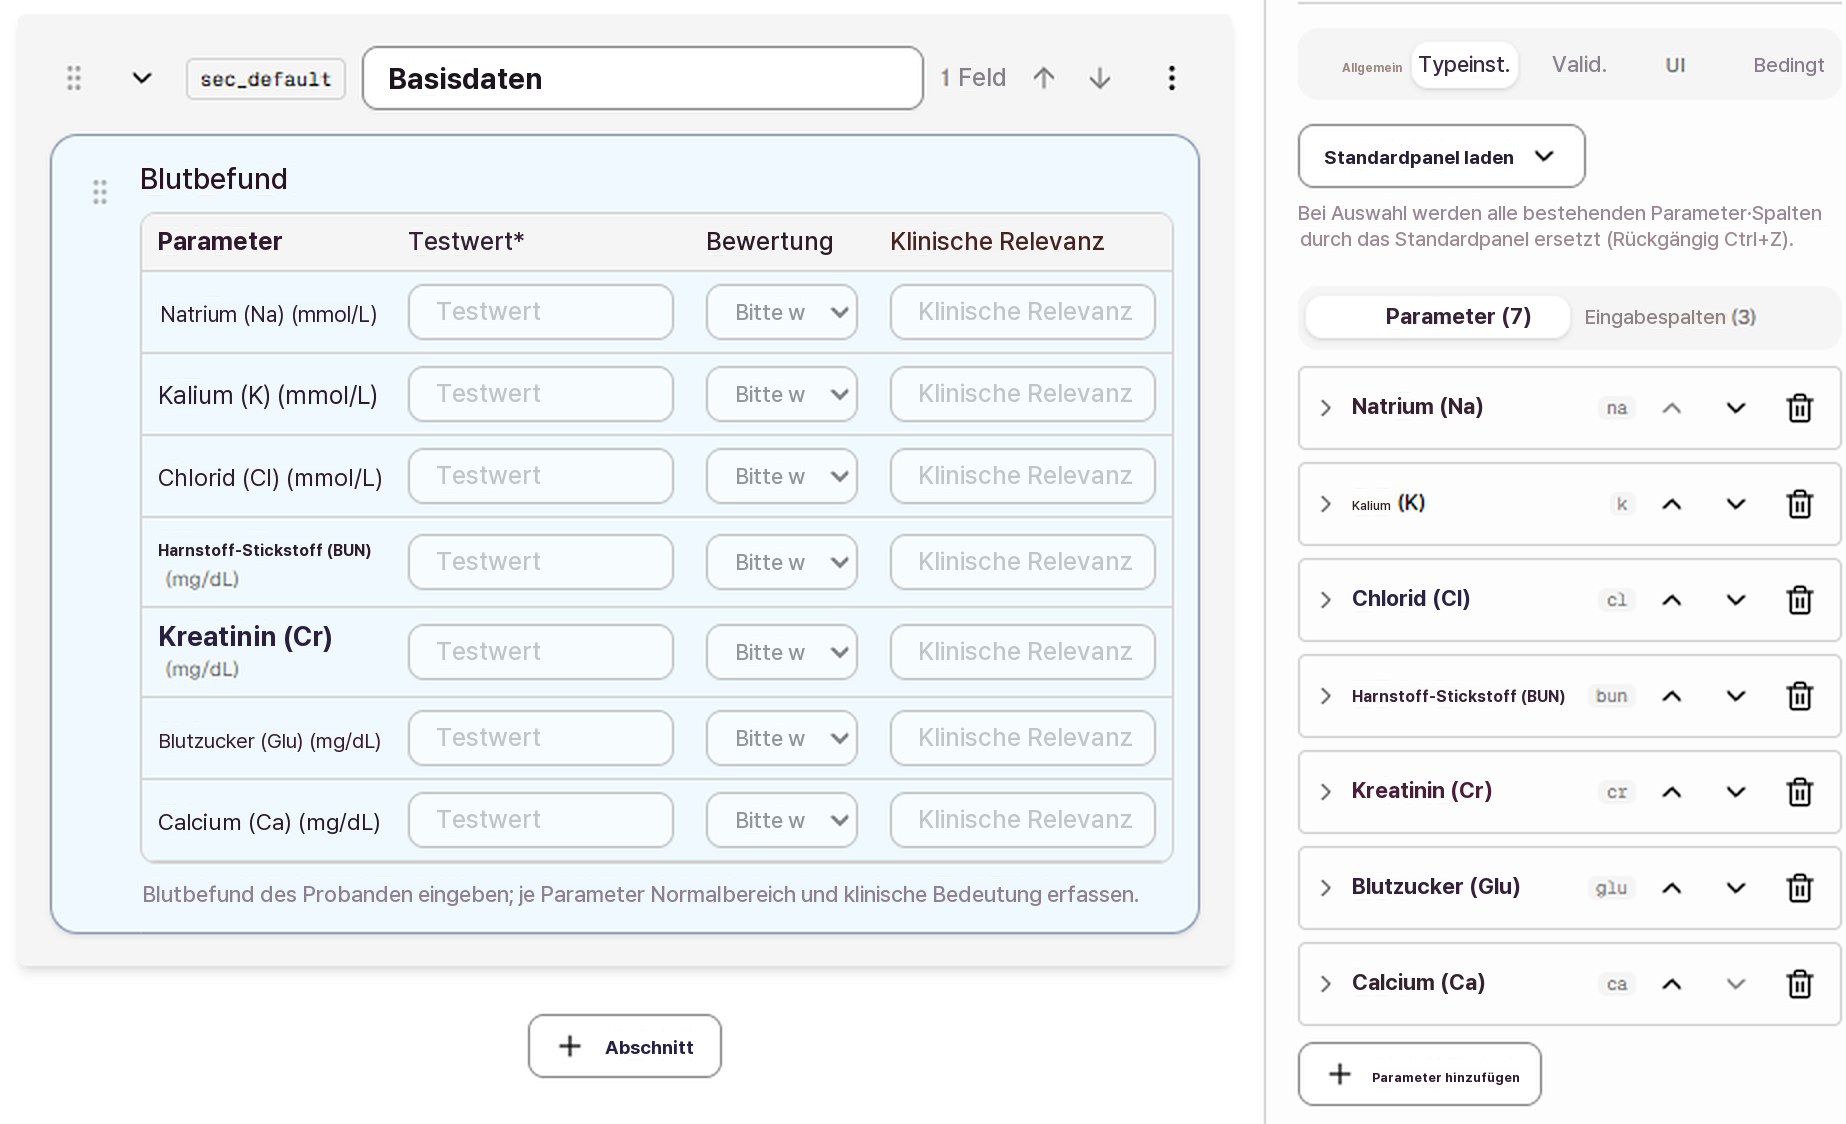 sec_default
Basisdaten
1 Feld
Blutbefund
Parameter Testwert* Bewertung Klinische Relevanz
Natrium (Na) (mmol/L) Testwert Bitte w Klinische Relevanz
Kalium (K) (mmol/L) Testwert Bitte w Klinische Relevanz
Chlorid (Cl) (mmol/L) Testwert Bitte w Klinische Relevanz
Harnstoff-Stickstoff (BUN)
(mg/dL) Testwert Bitte w Klinische Relevanz
Kreatinin (Cr)
(mg/dL) Testwert Bitte w Klinische Relevanz
Blutzucker (Glu) (mg/dL) Testwert Bitte w Klinische Relevanz
Calcium (Ca) (mg/dL) Testwert Bitte w Klinische Relevanz
Blutbefund des Probanden eingeben; je Parameter Normalbereich und klinische Bedeutung erfassen.
Abschnitt
Allgemein Typeinst. Valid. UI Bedingt
Standardpanel laden
Bei Auswahl werden alle bestehenden Parameter·Spalten
durch das Standardpanel ersetzt (Rückgängig Ctrl+Z).
Parameter (7) Eingabespalten (3)
Natrium (Na) na
Kalium (K) k
Chlorid (Cl) cl
Harnstoff-Stickstoff (BUN) bun
Kreatinin (Cr) cr
Blutzucker (Glu) glu
Calcium (Ca) ca
Parameter hinzufügen